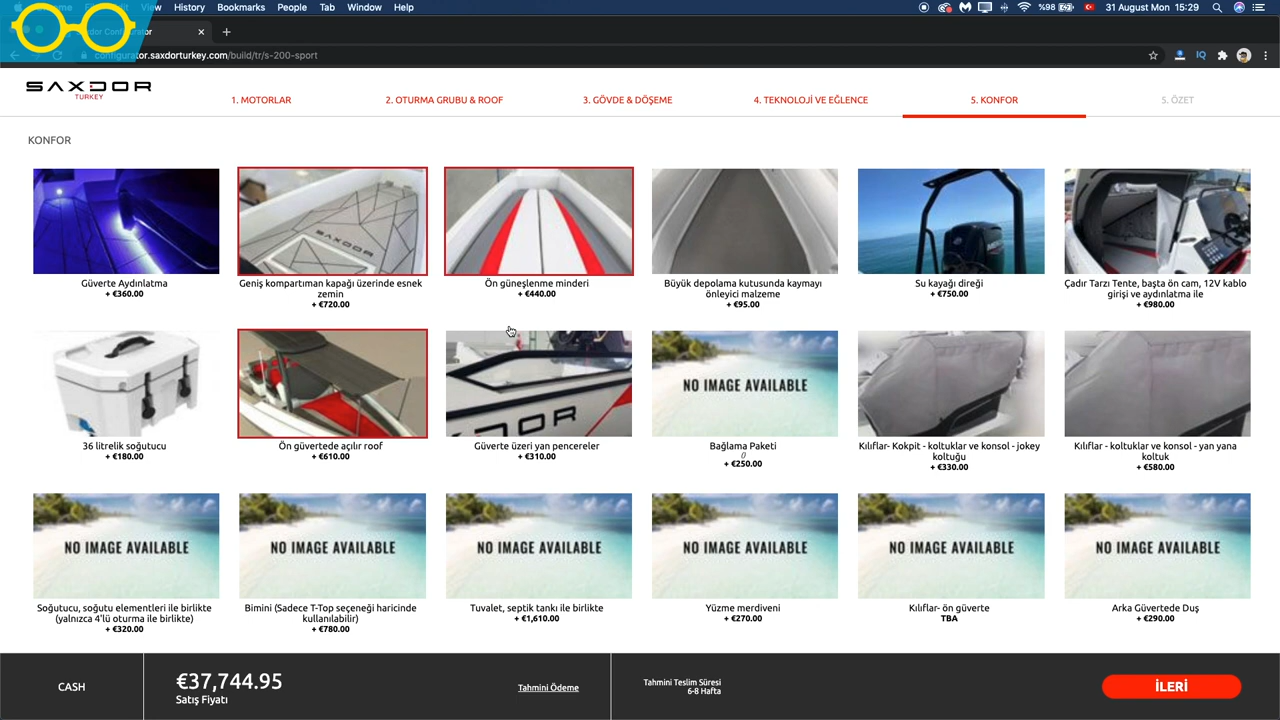 View History Bookmarks People Tab Window Help
%98
31 August Mon 15:29
configurator.saxdorturkey.com/build/tr/s-200-sport
IQ
SAXDOR
TURKEY
1. MOTORLAR
2. OTURMA GRUBU & ROOF
3. GÖVDE & DÖŞEME
4. TEKNOLOJİ VE EĞLENCE
5. KONFOR
5. ÖZET
KONFOR
SAXDOR
Güverte Aydınlatma
+ €360.00
Geniş kompartıman kapağı üzerinde esnek
zemin
+ €720.00
Ön güneşlenme minderi
+ €440.00
Büyük depolama kutusunda kaymayı
önleyici malzeme
+ €95.00
Su kayağı direği
+ €750.00
Çadır Tarzı Tente, başta ön cam, 12V kablo
girişi ve aydınlatma ile
+ €980.00
NO IMAGE AVAILABLE
36 litrelik soğutucu
+ €180.00
Ön güvertede açılır roof
+ €610.00
Güverte üzeri yan pencereler
+ €310.00
Bağlama Paketi
0
+ €250.00
Kılıflar- Kokpit - koltuklar ve konsol - jokey
koltuğu
+ €330.00
Kılıflar - koltuklar ve konsol - yan yana
koltuk
+ €580.00
NO IMAGE AVAILABLE
NO IMAGE AVAILABLE
NO IMAGE AVAILABLE
NO IMAGE AVAILABLE
NO IMAGE AVAILABLE
NO IMAGE AVAILABLE
Soğutucu, soğutu elementleri ile birlikte
(yalnızca 4'lü oturma ile birlikte)
+ €320.00
Bimini (Sadece T-Top seçeneği haricinde
kullanılabilir)
+ €780.00
Tuvalet, septik tankı ile birlikte
+ €1,610.00
Yüzme merdiveni
+ €270.00
Kılıflar- ön güverte
TBA
Arka Güvertede Duş
+ €290.00
CASH
€37,744.95
Satış Fiyatı
Tahmini Ödeme
Tahmini Teslim Süresi
6-8 Hafta
İLERİ